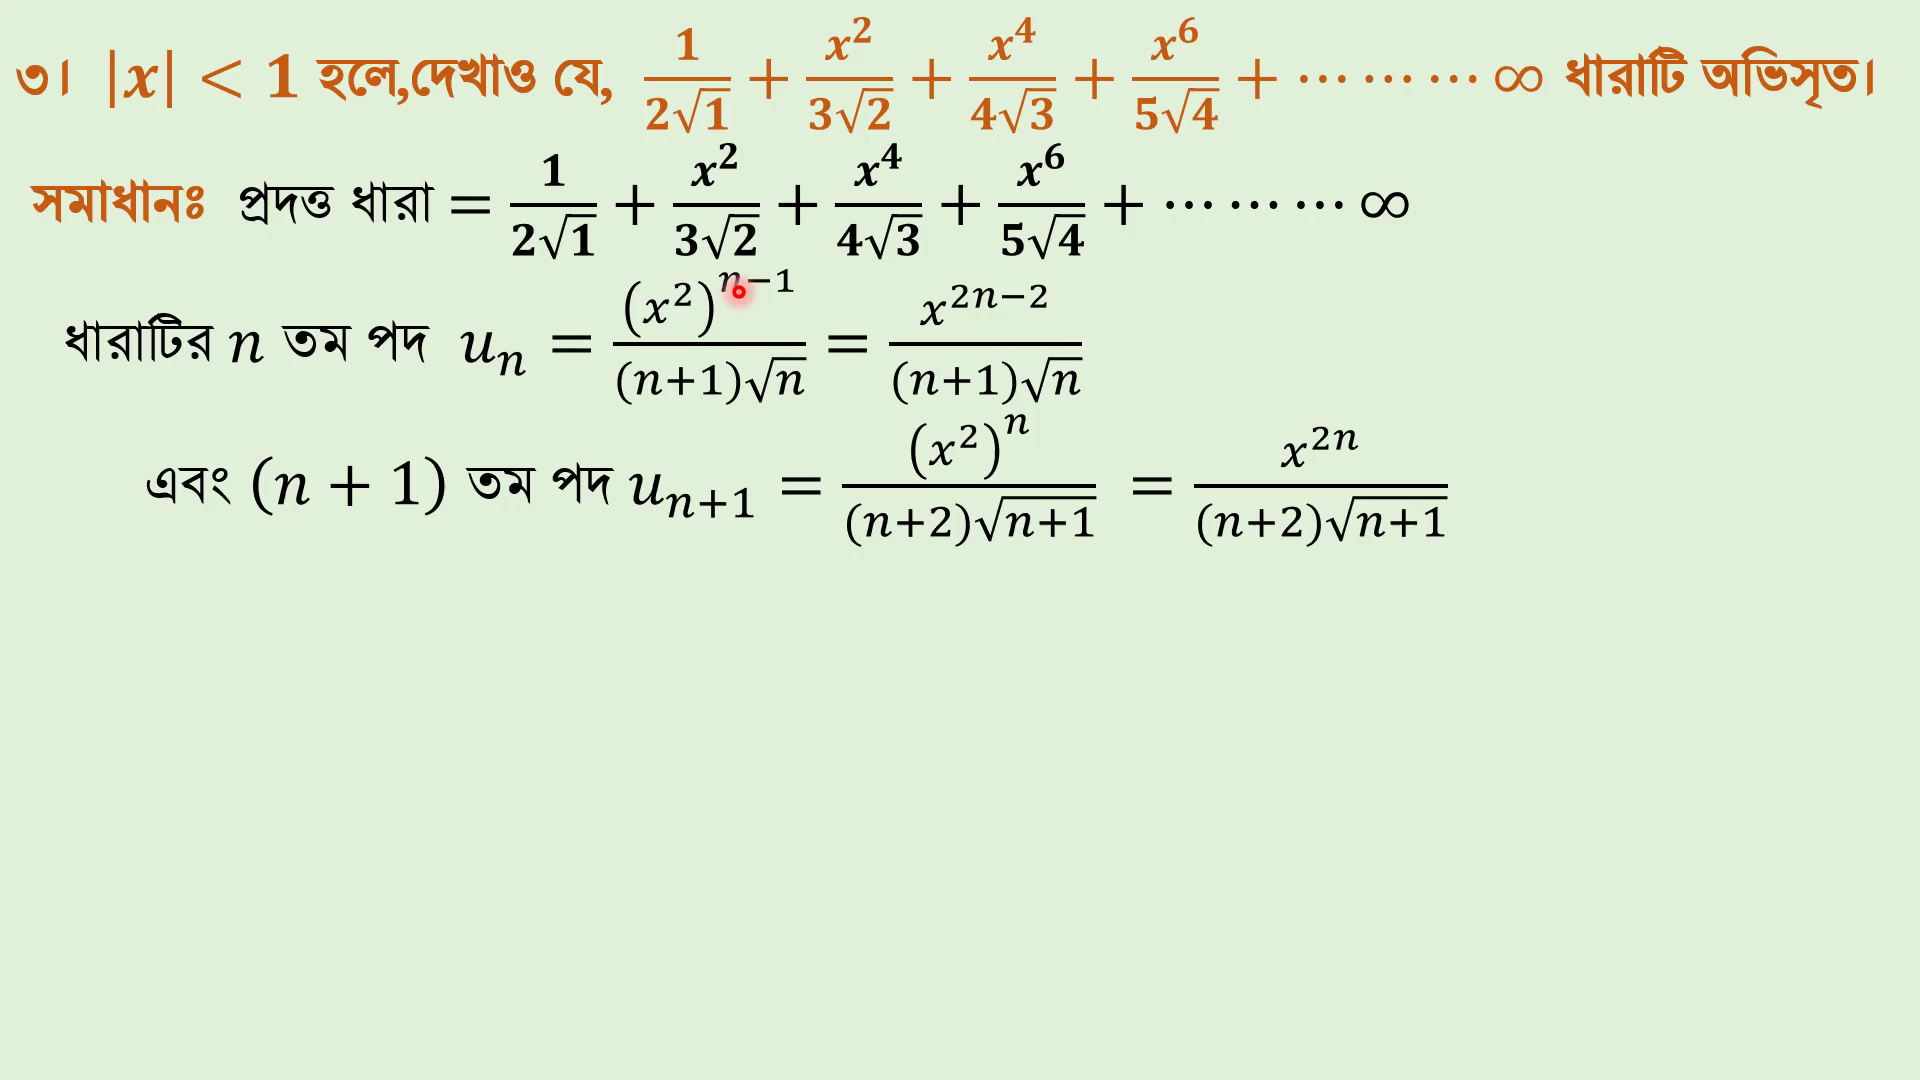 ৩। |x| < 1 হলে,দেখাও যে, 1/(2√1) + x²/(3√2) + x⁴/(4√3) + x⁶/(5√4) + ⋯ ⋯ ⋯ ∞ ধারাটি অভিসৃত।
সমাধানঃ প্রদত্ত ধারা = 1/(2√1) + x²/(3√2) + x⁴/(4√3) + x⁶/(5√4) + ⋯ ⋯ ⋯ ∞
ধারাটির n তম পদ uₙ = (x²)ⁿ⁻¹/((n+1)√n) = x²ⁿ⁻²/((n+1)√n)
এবং (n + 1) তম পদ uₙ₊₁ = (x²)ⁿ/((n+2)√(n+1)) = x²ⁿ/((n+2)√(n+1))